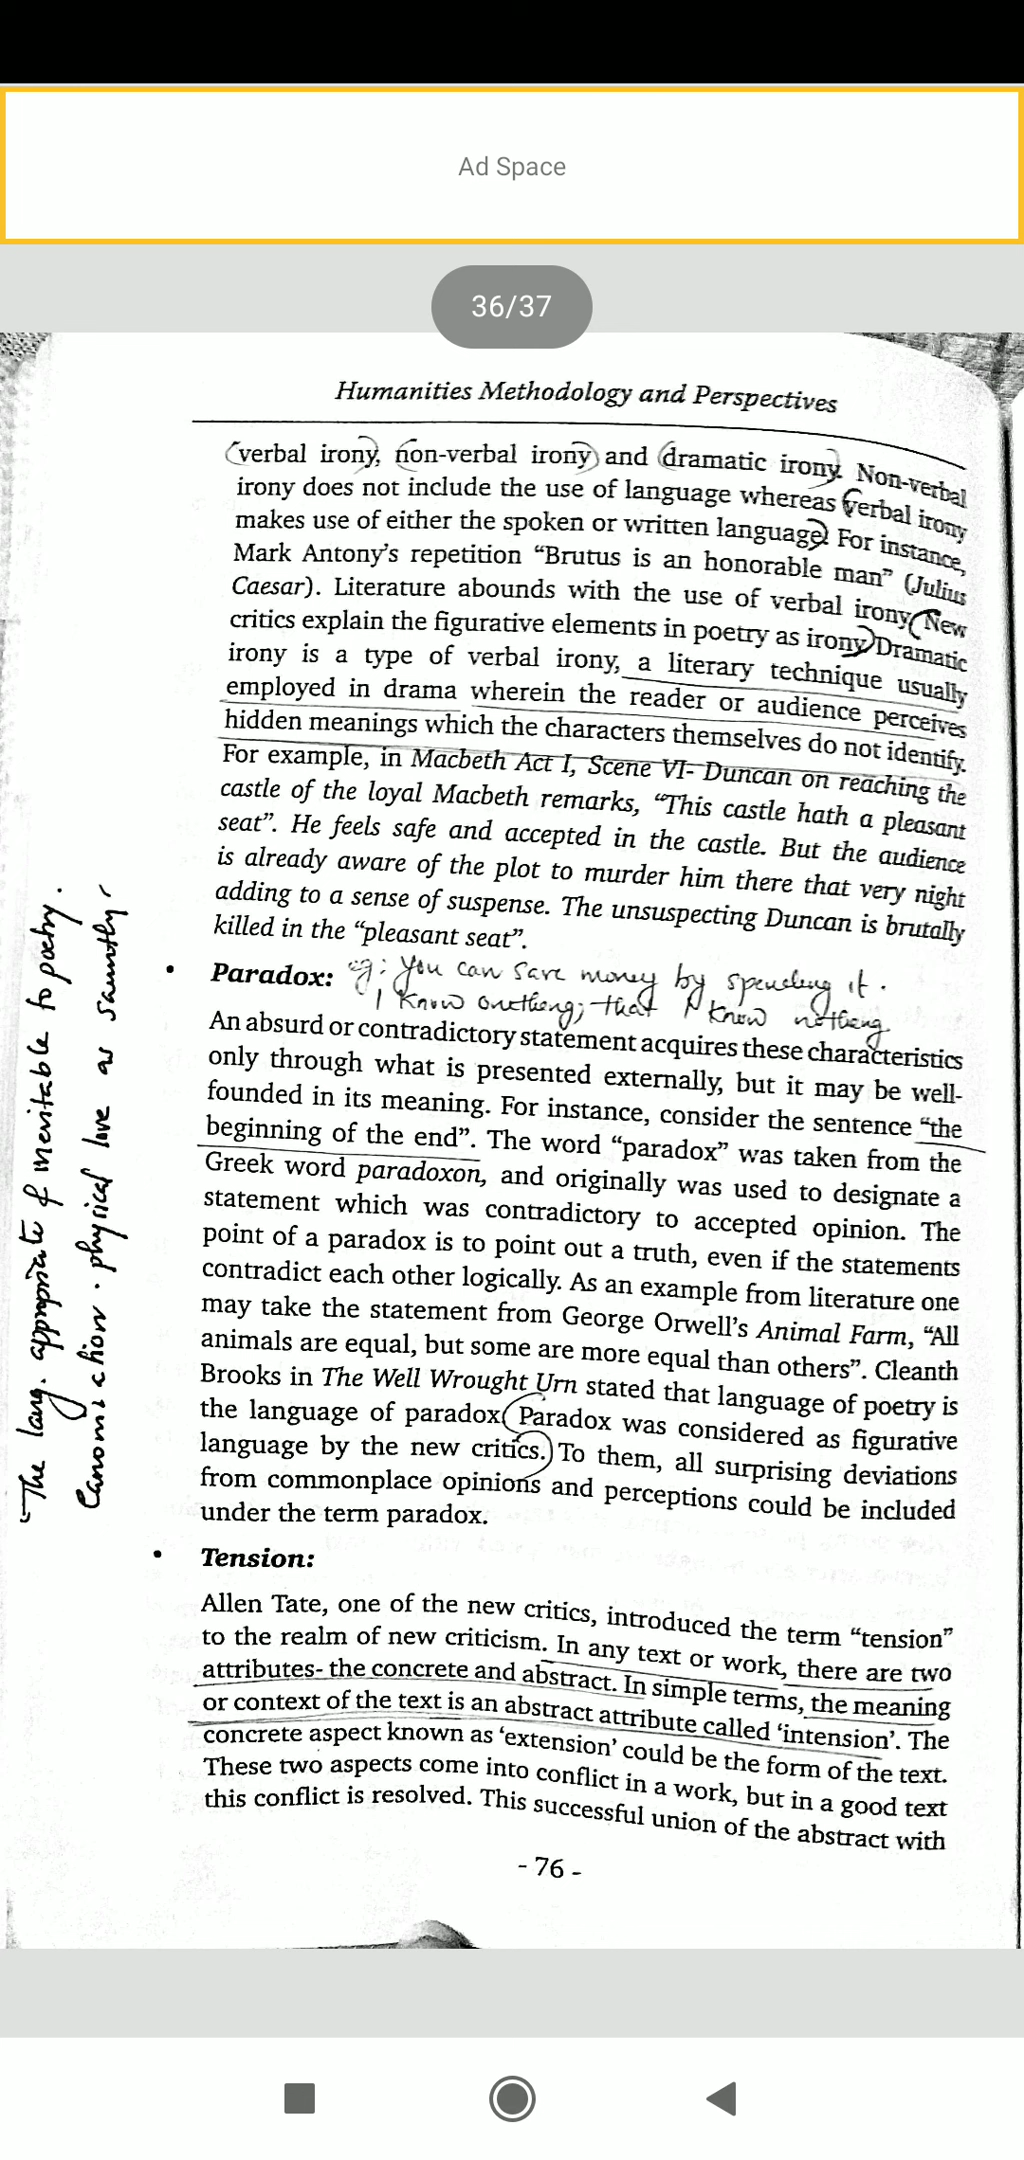 Ad Space
36/37
Humanities Methodology and Perspectives
verbal irony, non-verbal irony and dramatic irony. Non-verbal
irony does not include the use of language whereas verbal irony
makes use of either the spoken or written language. For instance,
Mark Antony's repetition "Brutus is an honorable man" (Julius
Caesar). Literature abounds with the use of verbal irony. New
critics explain the figurative elements in poetry as irony. Dramatic
irony is a type of verbal irony, a literary technique usually
employed in drama wherein the reader or audience perceives
hidden meanings which the characters themselves do not identify.
For example, in Macbeth Act I, Scene VI- Duncan on reaching the
castle of the loyal Macbeth remarks, "This castle hath a pleasant
seat". He feels safe and accepted in the castle. But the audience
is already aware of the plot to murder him there that very night
adding to a sense of suspense. The unsuspecting Duncan is brutally
killed in the "pleasant seat".
• Paradox: eg: You can save money by spending it.
I know onething; that I know nothing
An absurd or contradictory statement acquires these characteristics
only through what is presented externally, but it may be well-
founded in its meaning. For instance, consider the sentence "the
beginning of the end". The word "paradox" was taken from the
Greek word paradoxon, and originally was used to designate a
statement which was contradictory to accepted opinion. The
point of a paradox is to point out a truth, even if the statements
contradict each other logically. As an example from literature one
may take the statement from George Orwell's Animal Farm, "All
animals are equal, but some are more equal than others". Cleanth
Brooks in The Well Wrought Urn stated that language of poetry is
the language of paradox. Paradox was considered as figurative
language by the new critics. To them, all surprising deviations
from commonplace opinions and perceptions could be included
under the term paradox.
• Tension:
Allen Tate, one of the new critics, introduced the term "tension"
to the realm of new criticism. In any text or work, there are two
attributes- the concrete and abstract. In simple terms, the meaning
or context of the text is an abstract attribute called 'intension'. The
concrete aspect known as 'extension' could be the form of the text.
These two aspects come into conflict in a work, but in a good text
this conflict is resolved. This successful union of the abstract with
- 76 -
The lang. appropriate & inevitable to poetry.
physical love as